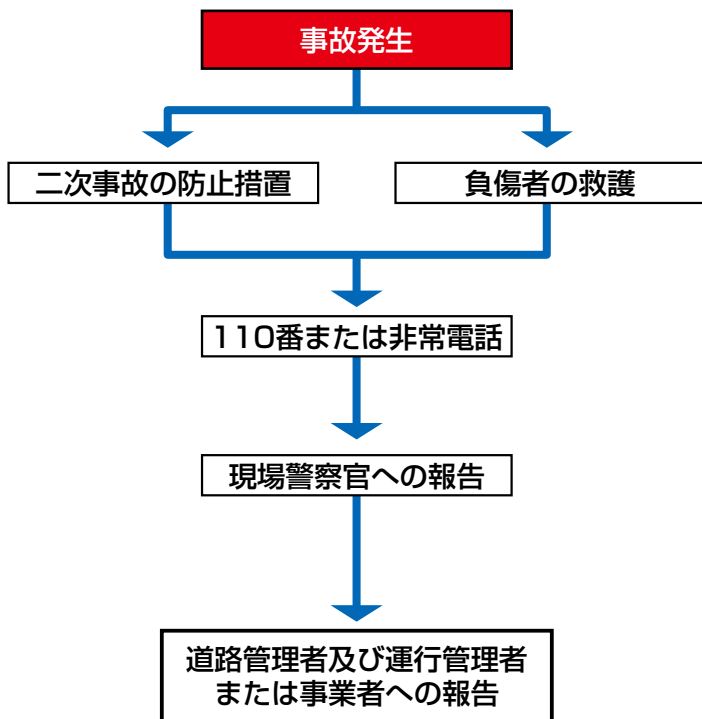 事故発生
二次事故の防止措置
負傷者の救護
110番または非常電話
現場警察官への報告
道路管理者及び運行管理者
または事業者への報告